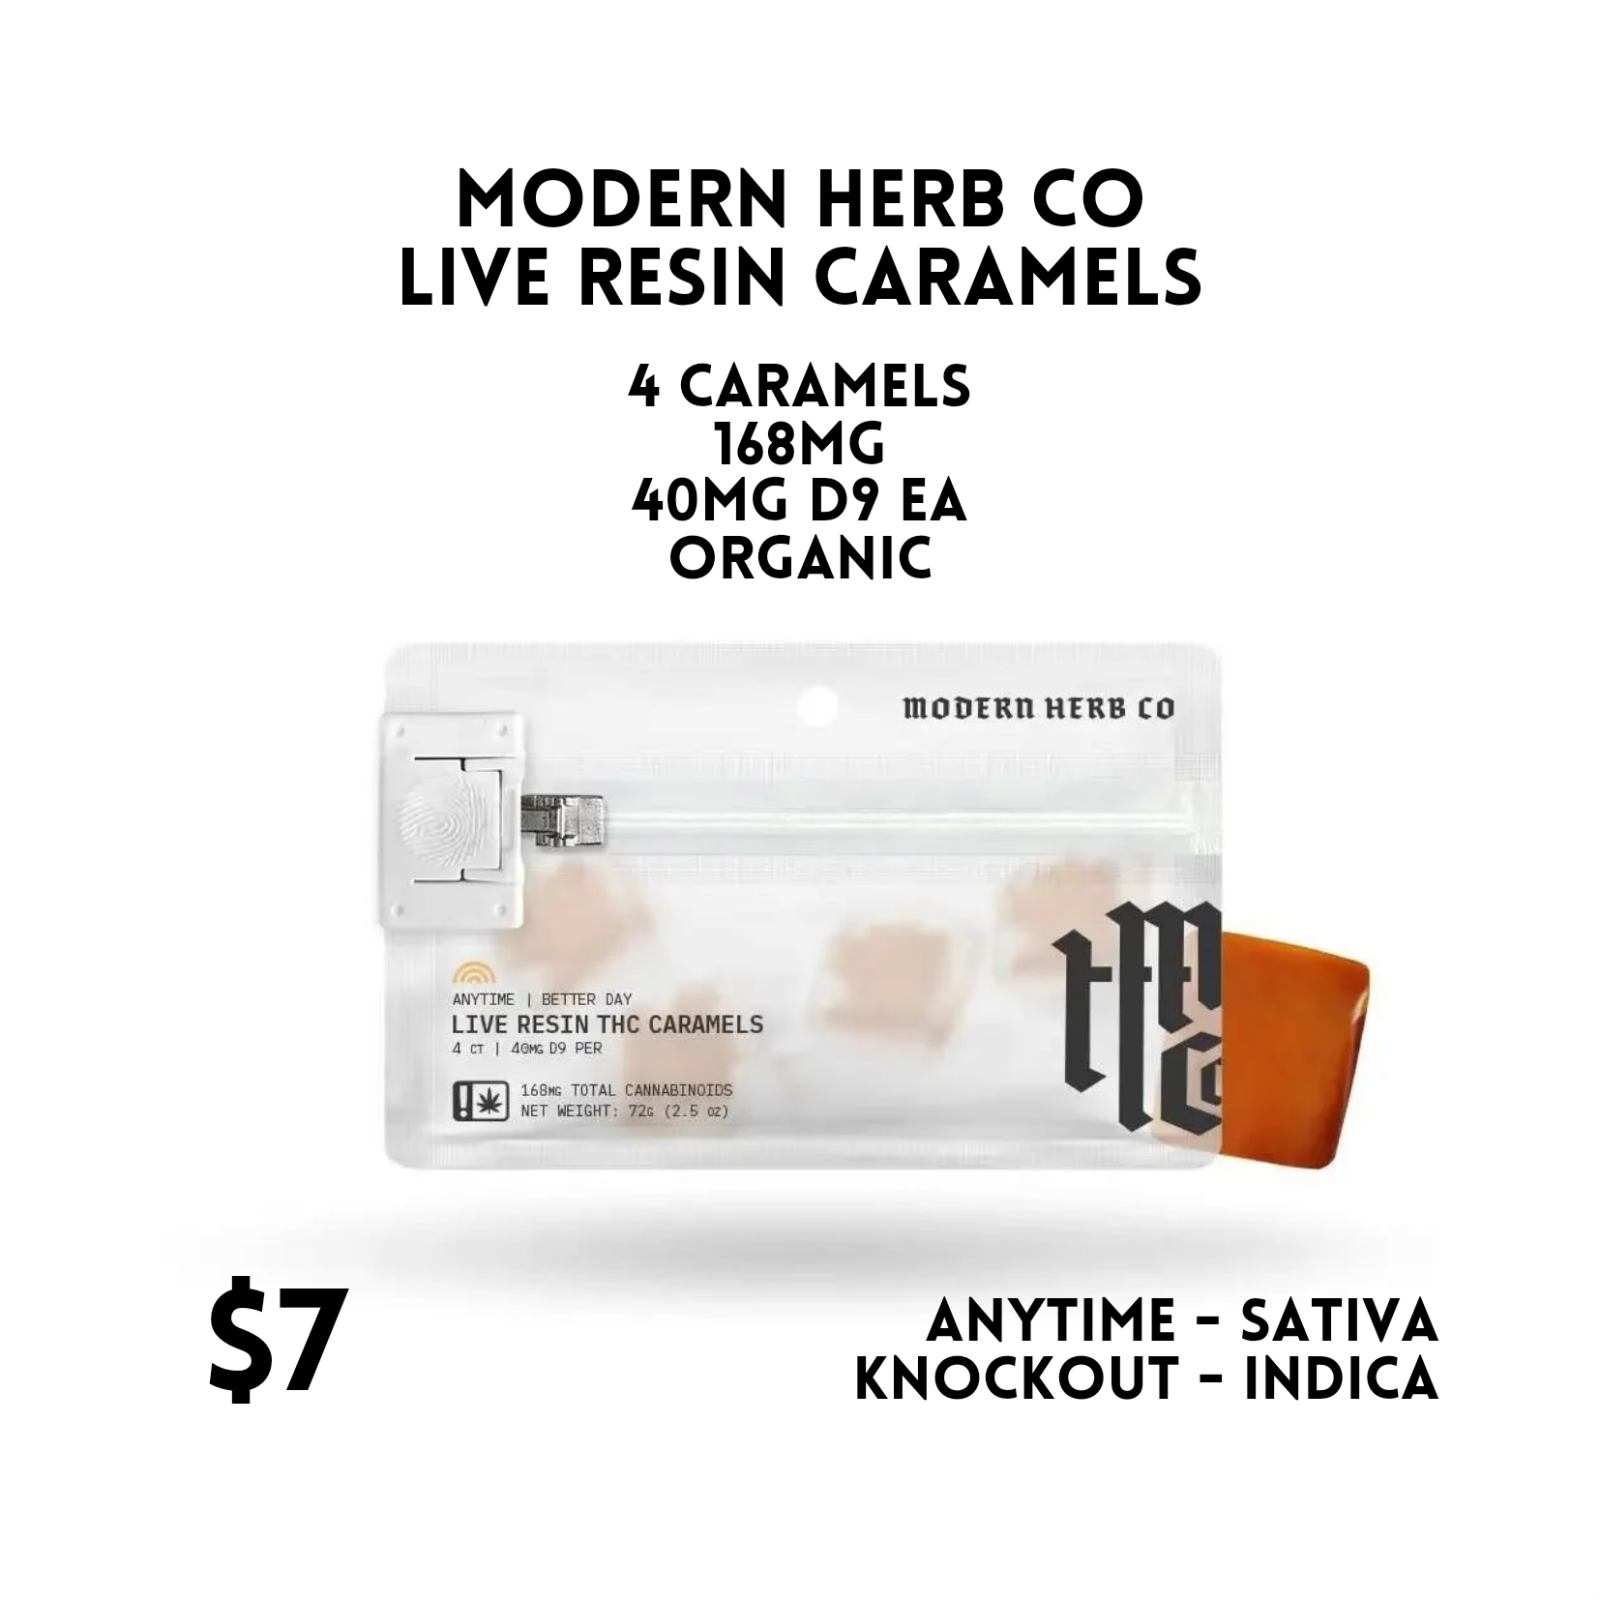 MODERN HERB CO
LIVE RESIN CARAMELS
4 CARAMELS
168MG
40MG D9 EA
ORGANIC
MODERN HERB CO
ANYTIME | BETTER DAY
LIVE RESIN THC CARAMELS
4 CT | 40MG D9 PER
168MG TOTAL CANNABINOIDS
NET WEIGHT: 72G (2.5 OZ)
HM
Co
$7
ANYTIME - SATIVA
KNOCKOUT - INDICA